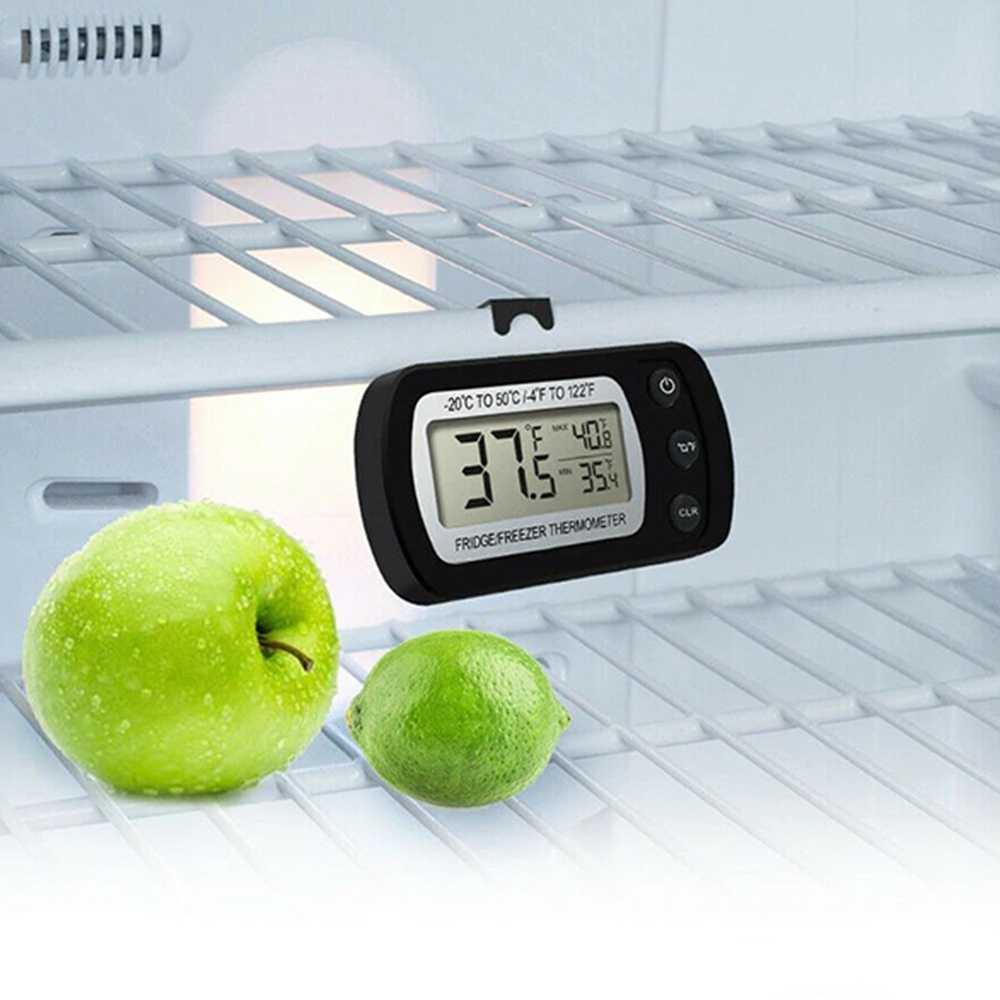 -20°C TO 50°C /-4°F TO 122°F
37.5 °F
MAX 40.8 °F
MIN 35.4 °F
°C/°F
CLR
FRIDGE/FREEZER THERMOMETER